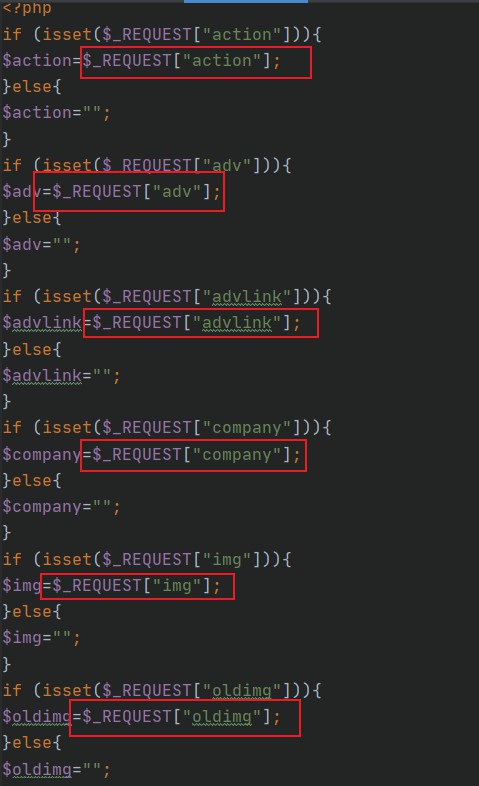 <?php
if (isset($_REQUEST["action"])){
$action=$_REQUEST["action"];
}else{
$action="";
}
if (isset($_REQUEST["adv"])){
$adv=$_REQUEST["adv"];
}else{
$adv="";
}
if (isset($_REQUEST["advlink"])){
$advlink=$_REQUEST["advlink"];
}else{
$advlink="";
}
if (isset($_REQUEST["company"])){
$company=$_REQUEST["company"];
}else{
$company="";
}
if (isset($_REQUEST["img"])){
$img=$_REQUEST["img"];
}else{
$img="";
}
if (isset($_REQUEST["oldimg"])){
$oldimg=$_REQUEST["oldimg"];
}else{
$oldimg="";